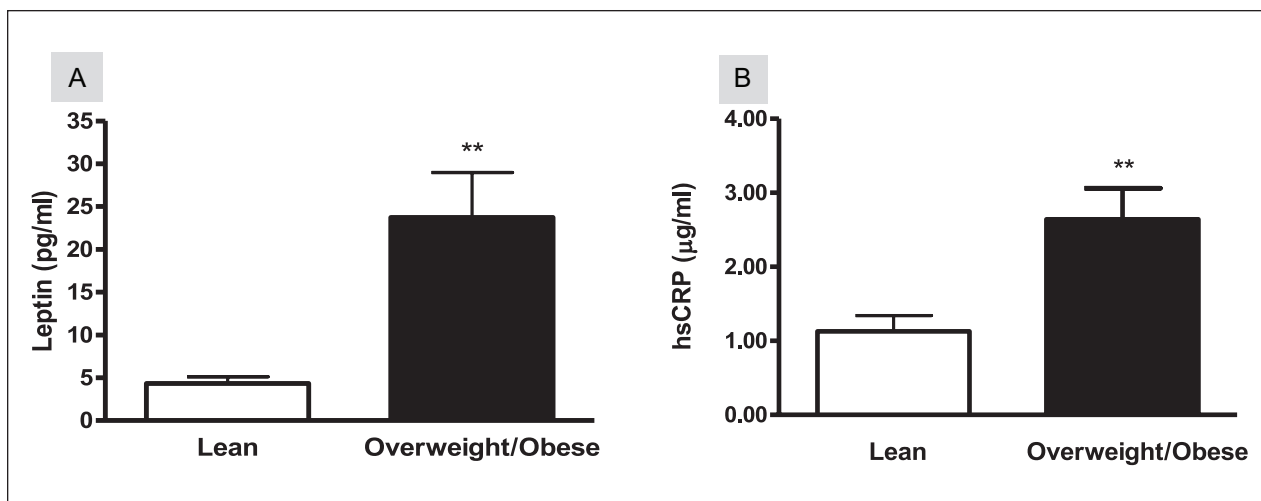 A
35
30
25
20
15
10
5
0
Leptin (pg/ml)
**
Lean
Overweight/Obese
B
4.00
3.00
2.00
1.00
0.00
hsCRP (μg/ml)
**
Lean
Overweight/Obese